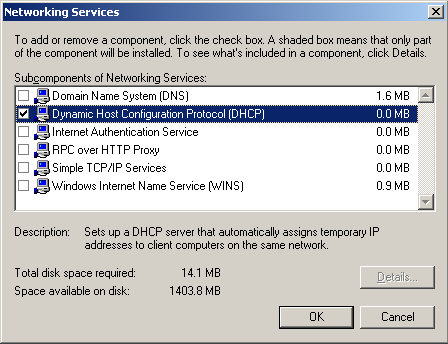 Networking Services
To add or remove a component, click the check box. A shaded box means that only part
of the component will be installed. To see what's included in a component, click Details.
Subcomponents of Networking Services:
Domain Name System (DNS) 1.6 MB
Dynamic Host Configuration Protocol (DHCP) 0.0 MB
Internet Authentication Service 0.0 MB
RPC over HTTP Proxy 0.0 MB
Simple TCP/IP Services 0.0 MB
Windows Internet Name Service (WINS) 0.9 MB
Description: Sets up a DHCP server that automatically assigns temporary IP
addresses to client computers on the same network.
Total disk space required: 14.1 MB
Space available on disk: 1403.8 MB
Details...
OK Cancel